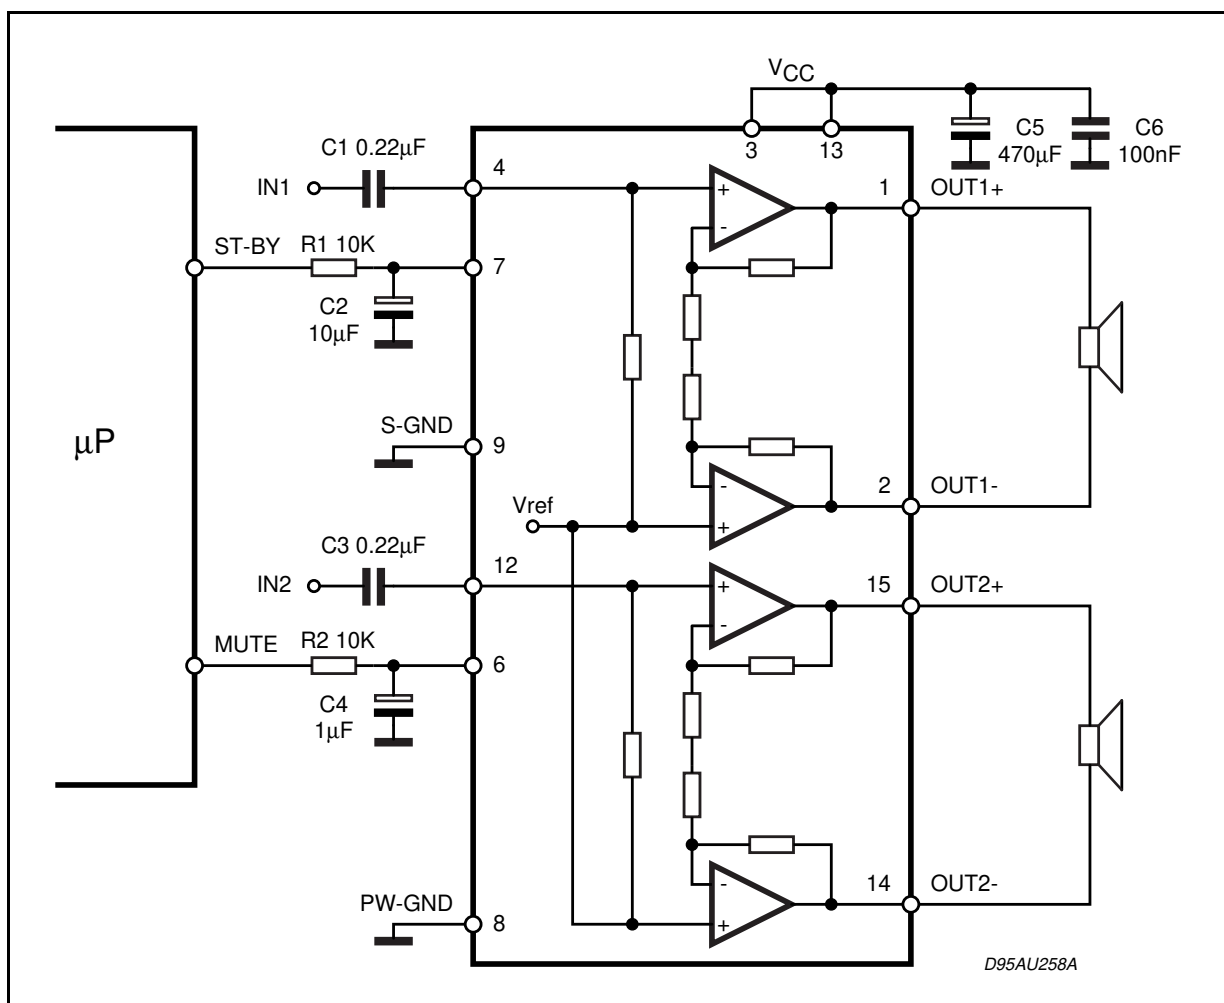 VCC
C1 0.22µF
3
13
C5
470µF
C6
100nF
IN1
4
1
OUT1+
+
-
ST-BY
R1 10K
7
C2
10µF
µP
S-GND
9
-
+
2
OUT1-
Vref
C3 0.22µF
IN2
12
15
OUT2+
+
-
MUTE
R2 10K
6
C4
1µF
-
+
14
OUT2-
PW-GND
8
D95AU258A